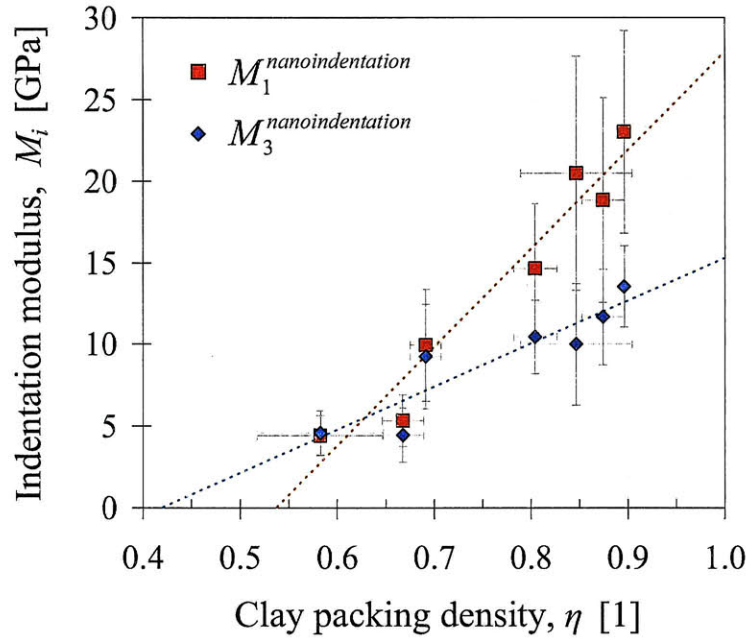 30
25
20
15
10
5
0
Indentation modulus, M_i [GPa]
M_1^nanoindentation
M_3^nanoindentation
0.4 0.5 0.6 0.7 0.8 0.9 1.0
Clay packing density, η [1]